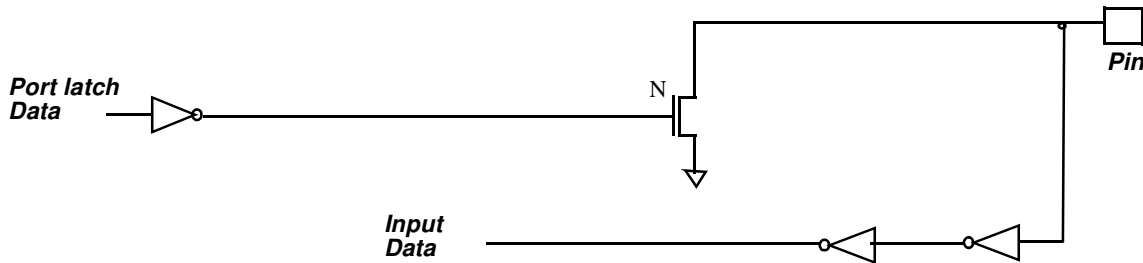 Port latch
Data
N
Pin
Input
Data